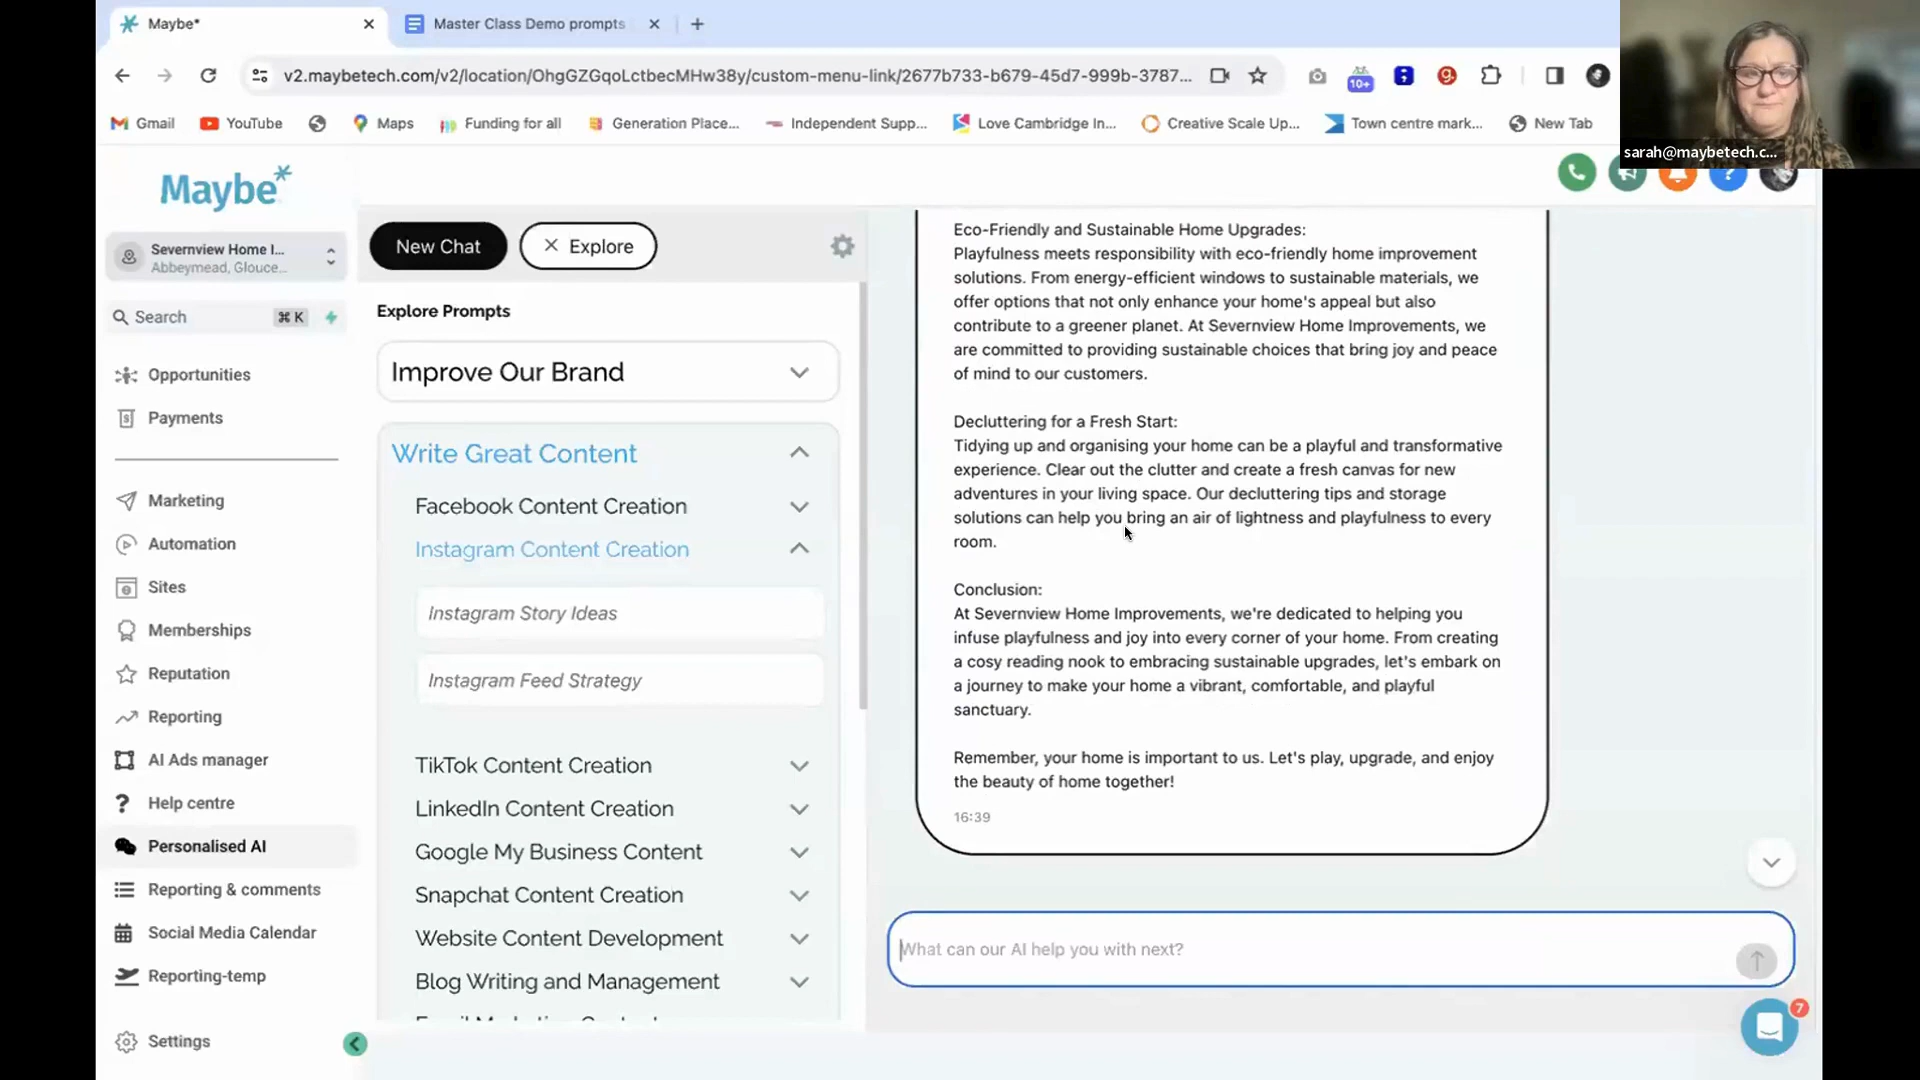 Maybe*
Master Class Demo prompts
v2.maybetech.com/v2/location/OhgGZGqoLctbecMHw38y/custom-menu-link/2677b733-b679-45d7-999b-3787...
10+
Gmail
YouTube
Maps
Funding for all
Generation Place...
Independent Supp...
Love Cambridge In...
Creative Scale Up...
Town centre mark...
New Tab
sarah@maybetech.c...
Maybe*
Severnview Home I...
Abbeymead, Glouce...
Search
⌘ K
Opportunities
Payments
Marketing
Automation
Sites
Memberships
Reputation
Reporting
AI Ads manager
Help centre
Personalised AI
Reporting & comments
Social Media Calendar
Reporting-temp
Settings
New Chat
Explore
Explore Prompts
Improve Our Brand
Write Great Content
Facebook Content Creation
Instagram Content Creation
Instagram Story Ideas
Instagram Feed Strategy
TikTok Content Creation
LinkedIn Content Creation
Google My Business Content
Snapchat Content Creation
Website Content Development
Blog Writing and Management
Eco-Friendly and Sustainable Home Upgrades:
Playfulness meets responsibility with eco-friendly home improvement
solutions. From energy-efficient windows to sustainable materials, we
offer options that not only enhance your home's appeal but also
contribute to a greener planet. At Severnview Home Improvements, we
are committed to providing sustainable choices that bring joy and peace
of mind to our customers.
Decluttering for a Fresh Start:
Tidying up and organising your home can be a playful and transformative
experience. Clear out the clutter and create a fresh canvas for new
adventures in your living space. Our decluttering tips and storage
solutions can help you bring an air of lightness and playfulness to every
room.
Conclusion:
At Severnview Home Improvements, we're dedicated to helping you
infuse playfulness and joy into every corner of your home. From creating
a cosy reading nook to embracing sustainable upgrades, let's embark on
a journey to make your home a vibrant, comfortable, and playful
sanctuary.
Remember, your home is important to us. Let's play, upgrade, and enjoy
the beauty of home together!
16:39
What can our AI help you with next?
7